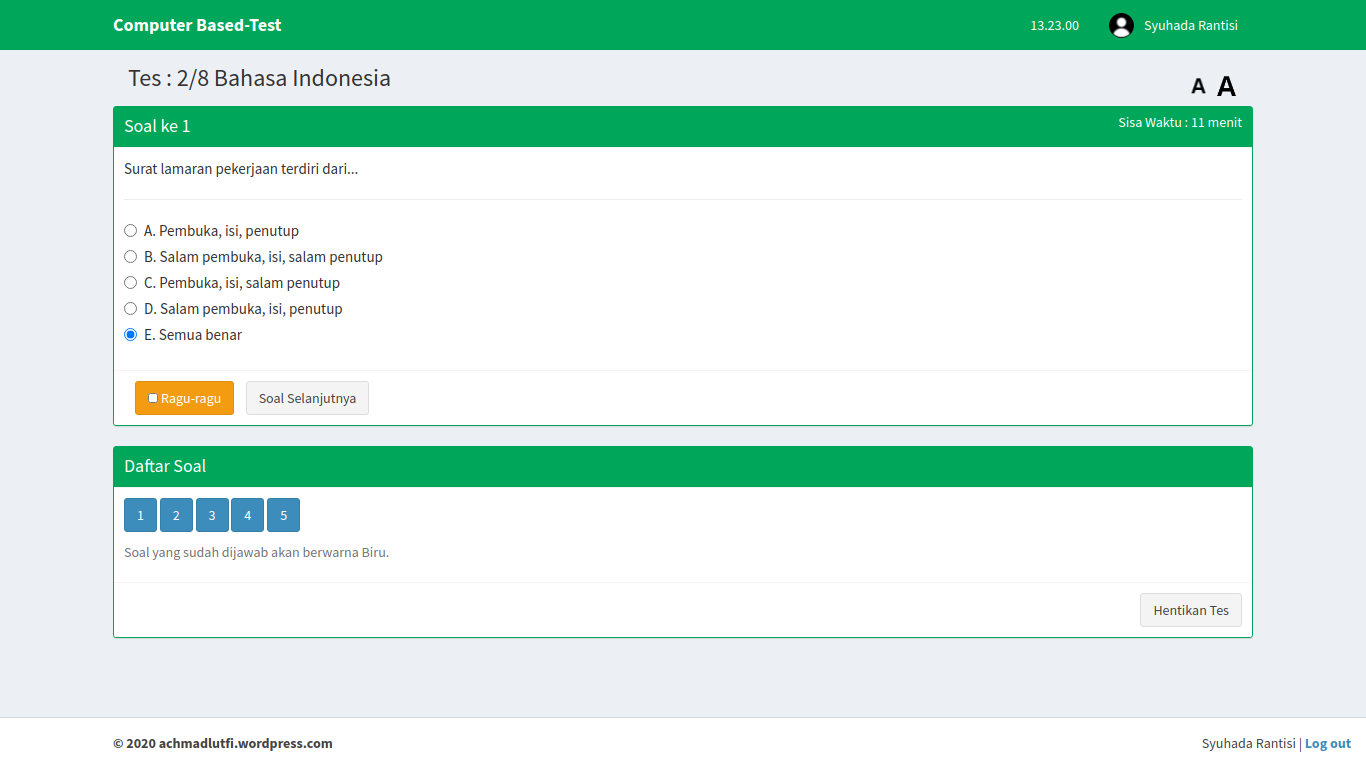 Computer Based-Test
13.23.00
Syuhada Rantisi
Tes : 2/8 Bahasa Indonesia
A A
Soal ke 1
Sisa Waktu : 11 menit
Surat lamaran pekerjaan terdiri dari...
A. Pembuka, isi, penutup
B. Salam pembuka, isi, salam penutup
C. Pembuka, isi, salam penutup
D. Salam pembuka, isi, penutup
E. Semua benar
Ragu-ragu
Soal Selanjutnya
Daftar Soal
1 2 3 4 5
Soal yang sudah dijawab akan berwarna Biru.
Hentikan Tes
© 2020 achmadlutfi.wordpress.com
Syuhada Rantisi | Log out